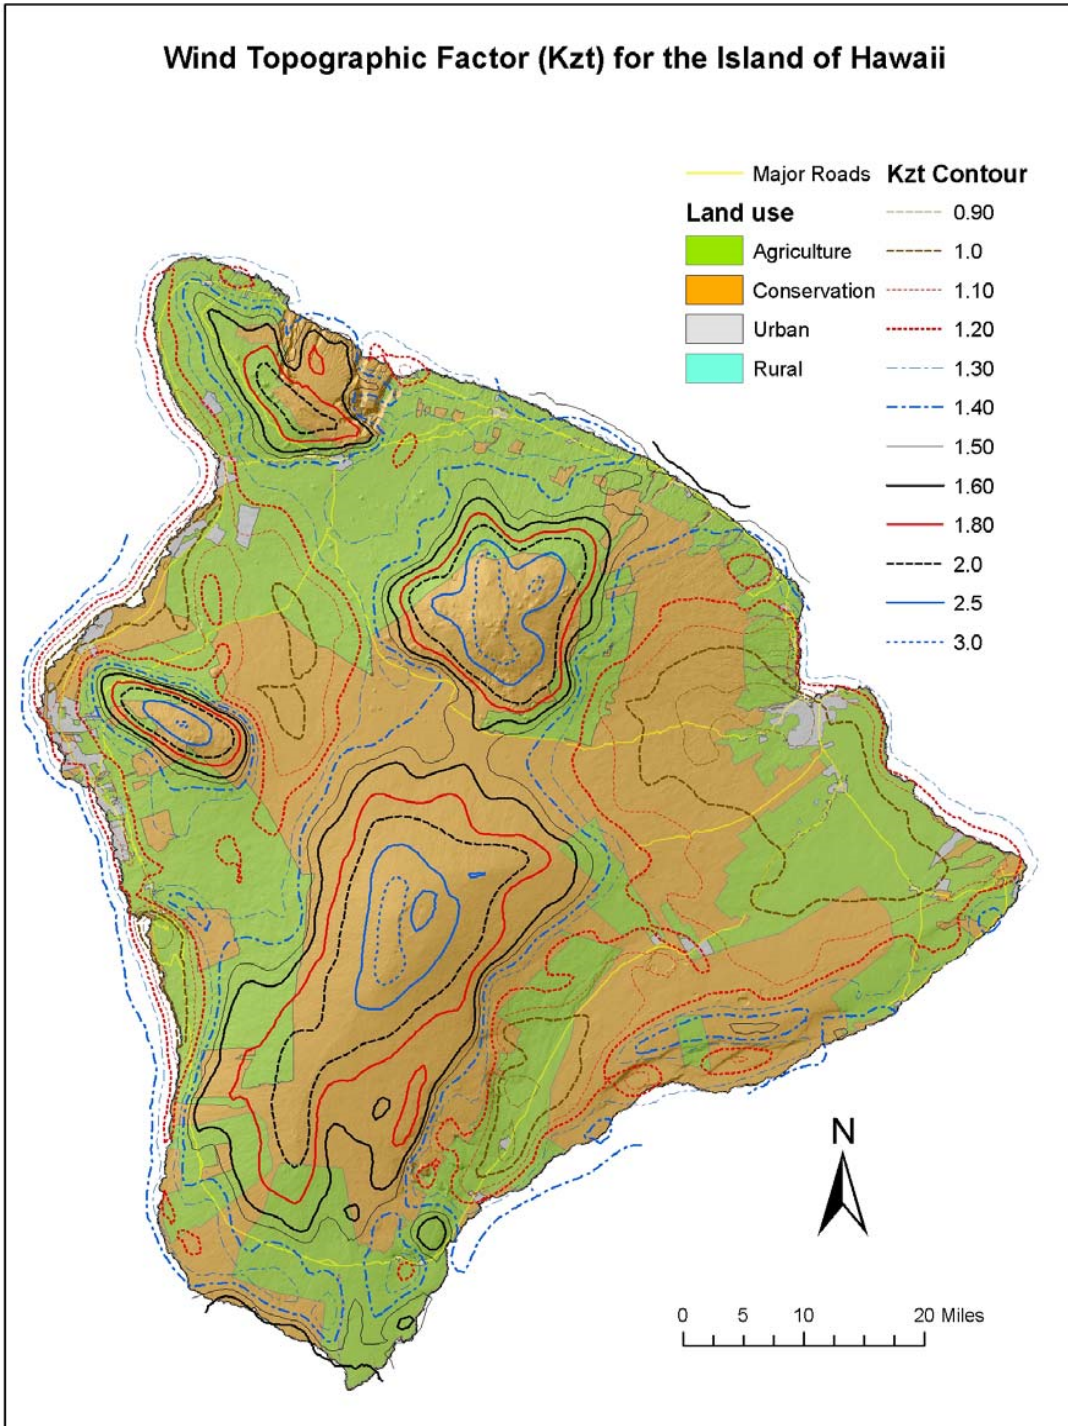 Wind Topographic Factor (Kzt) for the Island of Hawaii
Major Roads
Land use
Agriculture
Conservation
Urban
Rural
Kzt Contour
0.90
1.0
1.10
1.20
1.30
1.40
1.50
1.60
1.80
2.0
2.5
3.0
N
0 5 10 20 Miles